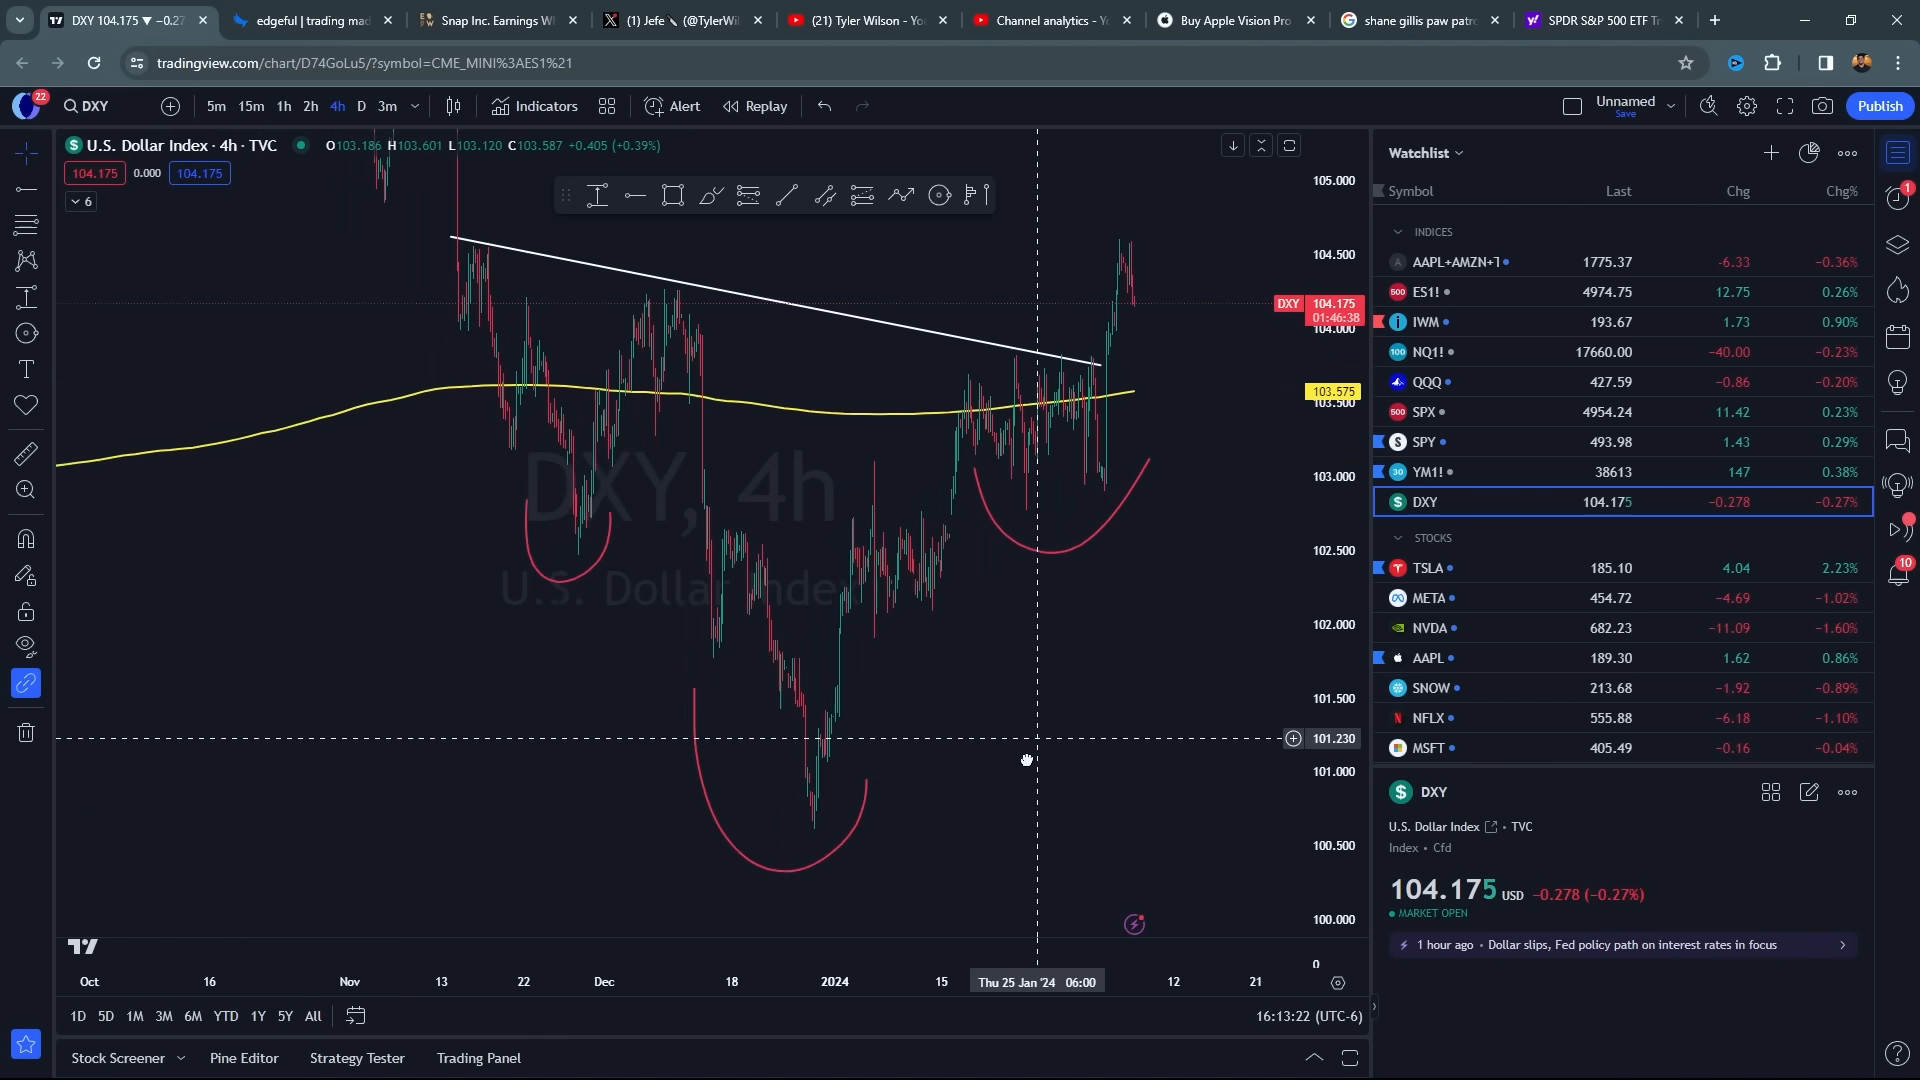 DXY 104.175 ▼ −0.27
edgeful | trading mad
Snap Inc. Earnings W
(1) Jefe (@TylerWil
(21) Tyler Wilson - Yo
Channel analytics - Yo
Buy Apple Vision Pro
shane gillis paw patro
SPDR S&P 500 ETF Tr
tradingview.com/chart/D74GoLu5/?symbol=CME_MINI%3AES1%21
22
DXY
5m 15m 1h 2h 4h D 3m
Indicators
Alert
Replay
Unnamed
Save
Publish
U.S. Dollar Index · 4h · TVC
O103.186 H103.601 L103.120 C103.587 +0.405 (+0.39%)
104.175 0.000 104.175
6
DXY, 4h
U.S. Dollar Index
105.000
104.500
DXY 104.175
01:46:38
104.000
103.575
103.500
103.000
102.500
102.000
101.500
101.230
101.000
100.500
100.000
0
Oct 16 Nov 13 22 Dec 18 2024 15 Thu 25 Jan '24 06:00 12 21
1D 5D 1M 3M 6M YTD 1Y 5Y All
16:13:22 (UTC-6)
Stock Screener Pine Editor Strategy Tester Trading Panel
Watchlist
Symbol Last Chg Chg%
INDICES
AAPL+AMZN+T 1775.37 −6.33 −0.36%
500 ES1! 4974.75 12.75 0.26%
IWM 193.67 1.73 0.90%
100 NQ1! 17660.00 −40.00 −0.23%
QQQ 427.59 −0.86 −0.20%
500 SPX 4954.24 11.42 0.23%
SPY 493.98 1.43 0.29%
30 YM1! 38613 147 0.38%
DXY 104.175 −0.278 −0.27%
STOCKS
TSLA 185.10 4.04 2.23%
META 454.72 −4.69 −1.02%
NVDA 682.23 −11.09 −1.60%
AAPL 189.30 1.62 0.86%
SNOW 213.68 −1.92 −0.89%
NFLX 555.88 −6.18 −1.10%
MSFT 405.49 −0.16 −0.04%
DXY
U.S. Dollar Index • TVC
Index • Cfd
104.175 USD −0.278 (−0.27%)
MARKET OPEN
1 hour ago • Dollar slips, Fed policy path on interest rates in focus
1
10